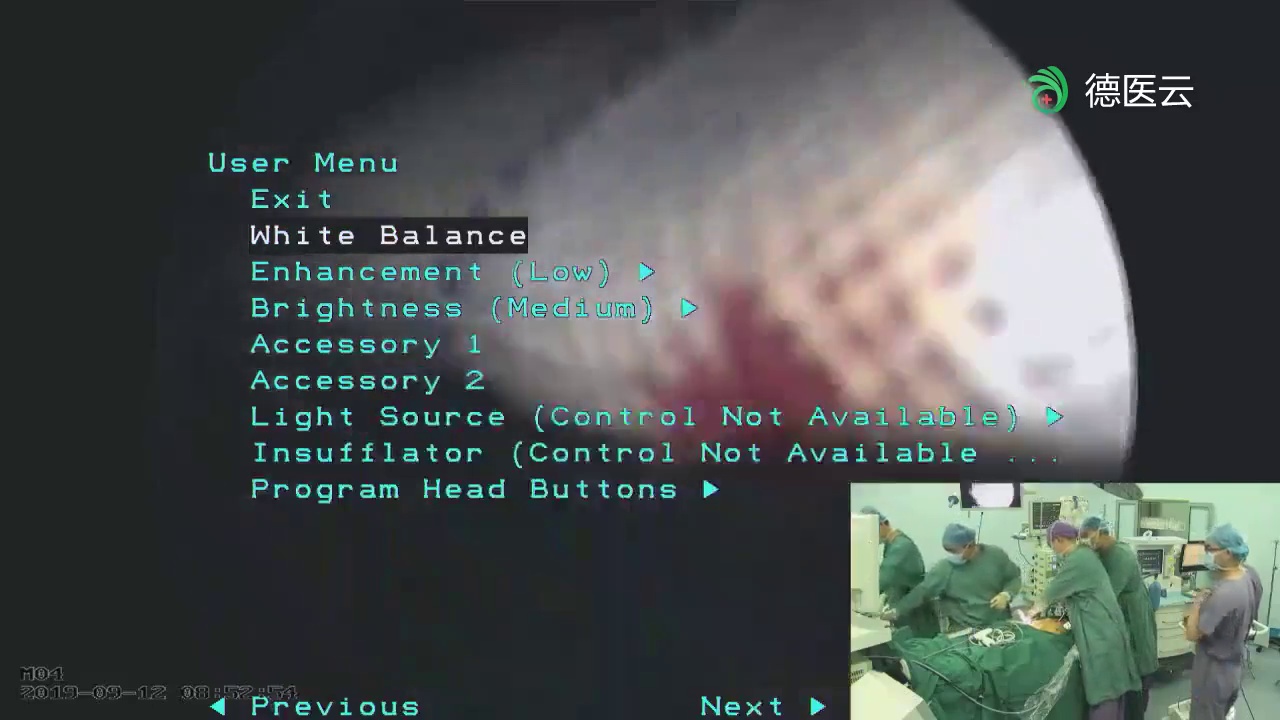 德医云
User Menu
Exit
White Balance
Enhancement (Low) ▶
Brightness (Medium) ▶
Accessory 1
Accessory 2
Light Source (Control Not Available) ▶
Insufflator (Control Not Available ...
Program Head Buttons ▶
M04
2019-09-12 08:52:54
◀ Previous
Next ▶